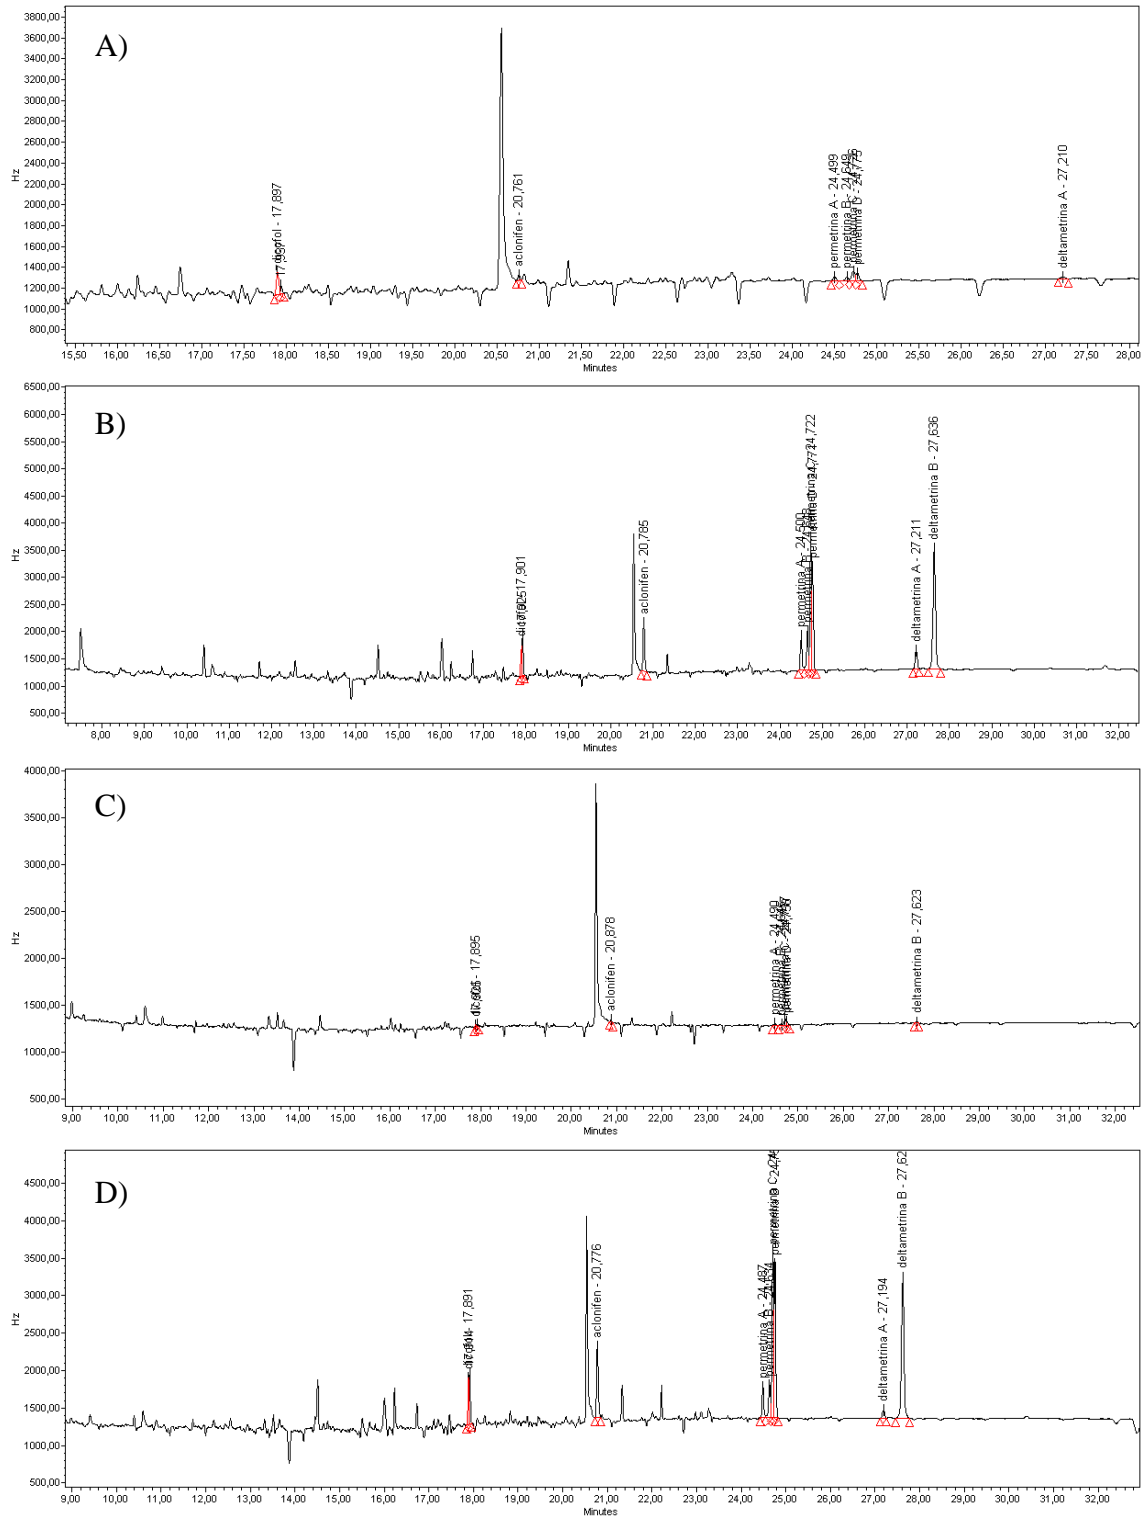 A)
3800,00
3600,00
3400,00
3200,00
3000,00
2800,00
2600,00
2400,00
2200,00
2000,00
1800,00
1600,00
1400,00
1200,00
1000,00
800,00
Hz
17,937
aclonifen - 20,761
permetrina A - 24,499
permetrina B - 24,649
permetrina D - 24,775
deltametrina A - 27,210
15,50 16,00 16,50 17,00 17,50 18,00 18,50 19,00 19,50 20,00 20,50 21,00 21,50 22,00 22,50 23,00 23,50 24,00 24,50 25,00 25,50 26,00 26,50 27,00 27,50 28,00
Minutes
B)
6500,00
6000,00
5500,00
5000,00
4500,00
4000,00
3500,00
3000,00
2500,00
2000,00
1500,00
1000,00
500,00
Hz
aclonifen - 20,785
permetrina A - 24,500
deltametrina A - 27,211
deltametrina B - 27,636
8,00 9,00 10,00 11,00 12,00 13,00 14,00 15,00 16,00 17,00 18,00 19,00 20,00 21,00 22,00 23,00 24,00 25,00 26,00 27,00 28,00 29,00 30,00 31,00 32,00
Minutes
C)
4000,00
3500,00
3000,00
2500,00
2000,00
1500,00
1000,00
500,00
Hz
aclonifen - 20,878
permetrina A - 24,490
deltametrina B - 27,623
9,00 10,00 11,00 12,00 13,00 14,00 15,00 16,00 17,00 18,00 19,00 20,00 21,00 22,00 23,00 24,00 25,00 26,00 27,00 28,00 29,00 30,00 31,00 32,00
Minutes
D)
4500,00
4000,00
3500,00
3000,00
2500,00
2000,00
1500,00
1000,00
500,00
Hz
aclonifen - 20,776
permetrina A - 24,487
deltametrina A - 27,194
deltametrina B - 27,62
9,00 10,00 11,00 12,00 13,00 14,00 15,00 16,00 17,00 18,00 19,00 20,00 21,00 22,00 23,00 24,00 25,00 26,00 27,00 28,00 29,00 30,00 31,00 32,00
Minutes